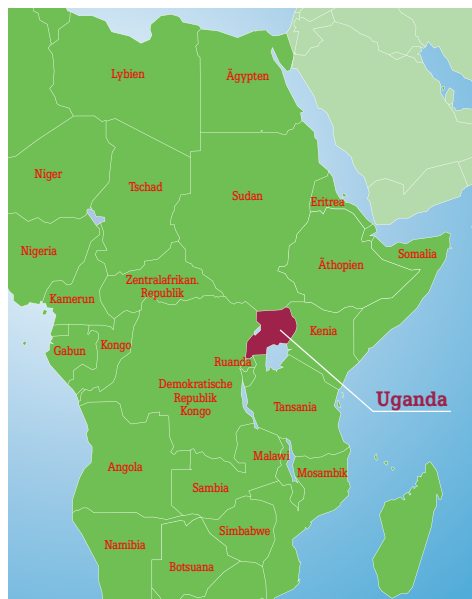 Lybien
Ägypten
Niger
Tschad
Sudan
Eritrea
Nigeria
Äthopien
Somalia
Zentralafrikan.
Republik
Kamerun
Kenia
Gabun
Kongo
Ruanda
Demokratische
Republik
Kongo
Uganda
Tansania
Malawi
Angola
Mosambik
Sambia
Simbabwe
Namibia
Botsuana